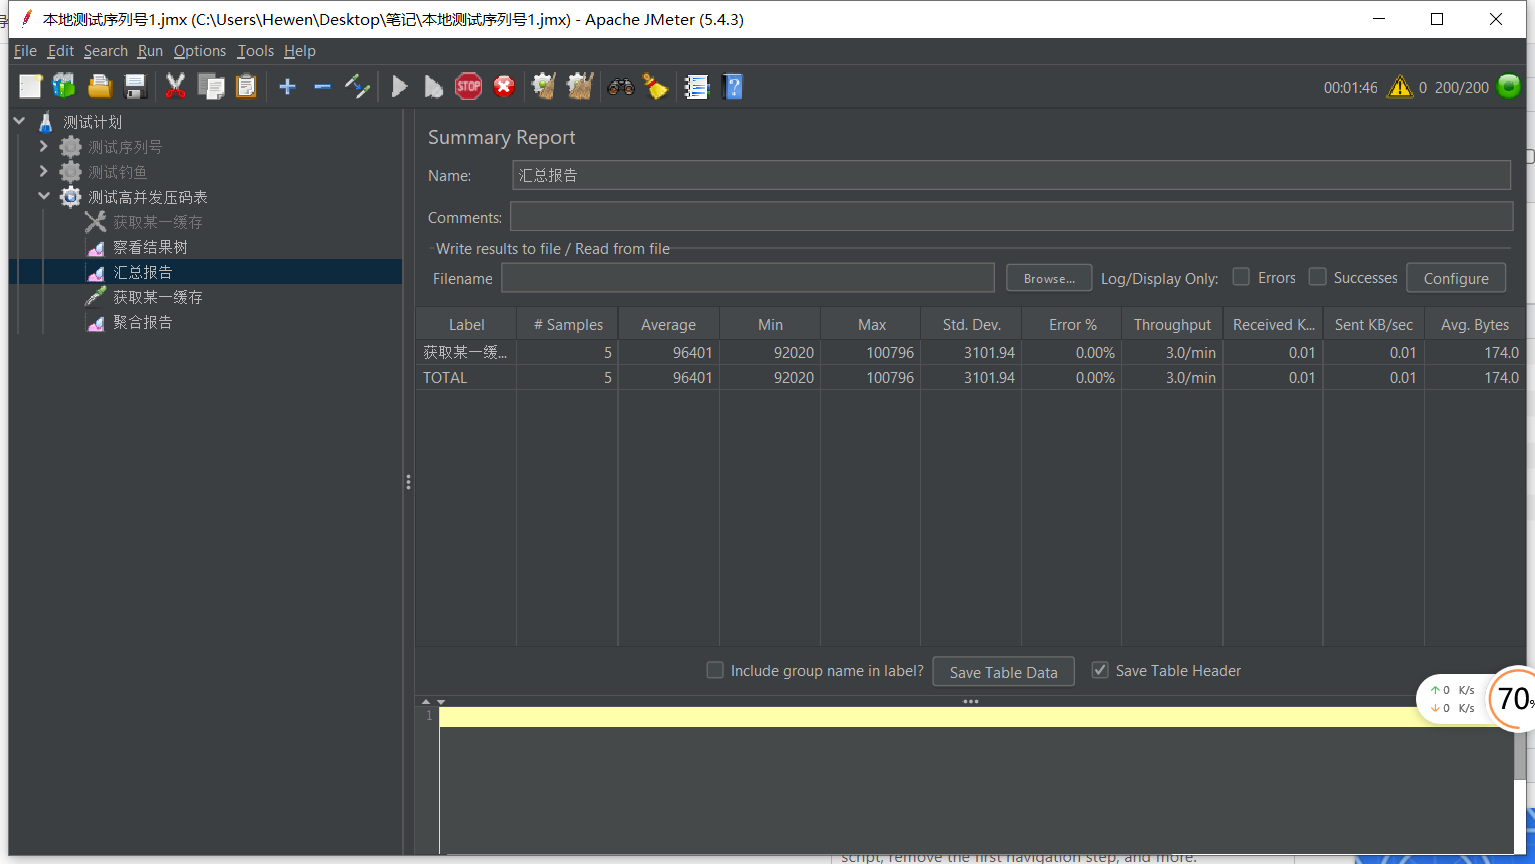 本地测试序列号1.jmx (C:\Users\Hewen\Desktop\笔记\本地测试序列号1.jmx) - Apache JMeter (5.4.3)
File Edit Search Run Options Tools Help
STOP
00:01:46 0 200/200
测试计划
测试序列号
测试钓鱼
测试高并发压码表
获取某一缓存
察看结果树
汇总报告
获取某一缓存
聚合报告
Summary Report
Name: 汇总报告
Comments:
Write results to file / Read from file
Filename Browse... Log/Display Only: Errors Successes Configure
Label # Samples Average Min Max Std. Dev. Error % Throughput Received K... Sent KB/sec Avg. Bytes
获取某一缓... 5 96401 92020 100796 3101.94 0.00% 3.0/min 0.01 0.01 174.0
TOTAL 5 96401 92020 100796 3101.94 0.00% 3.0/min 0.01 0.01 174.0
Include group name in label? Save Table Data Save Table Header
1
↑ 0 K/s
↓ 0 K/s
70%
script, remove the first navigation step, and more.